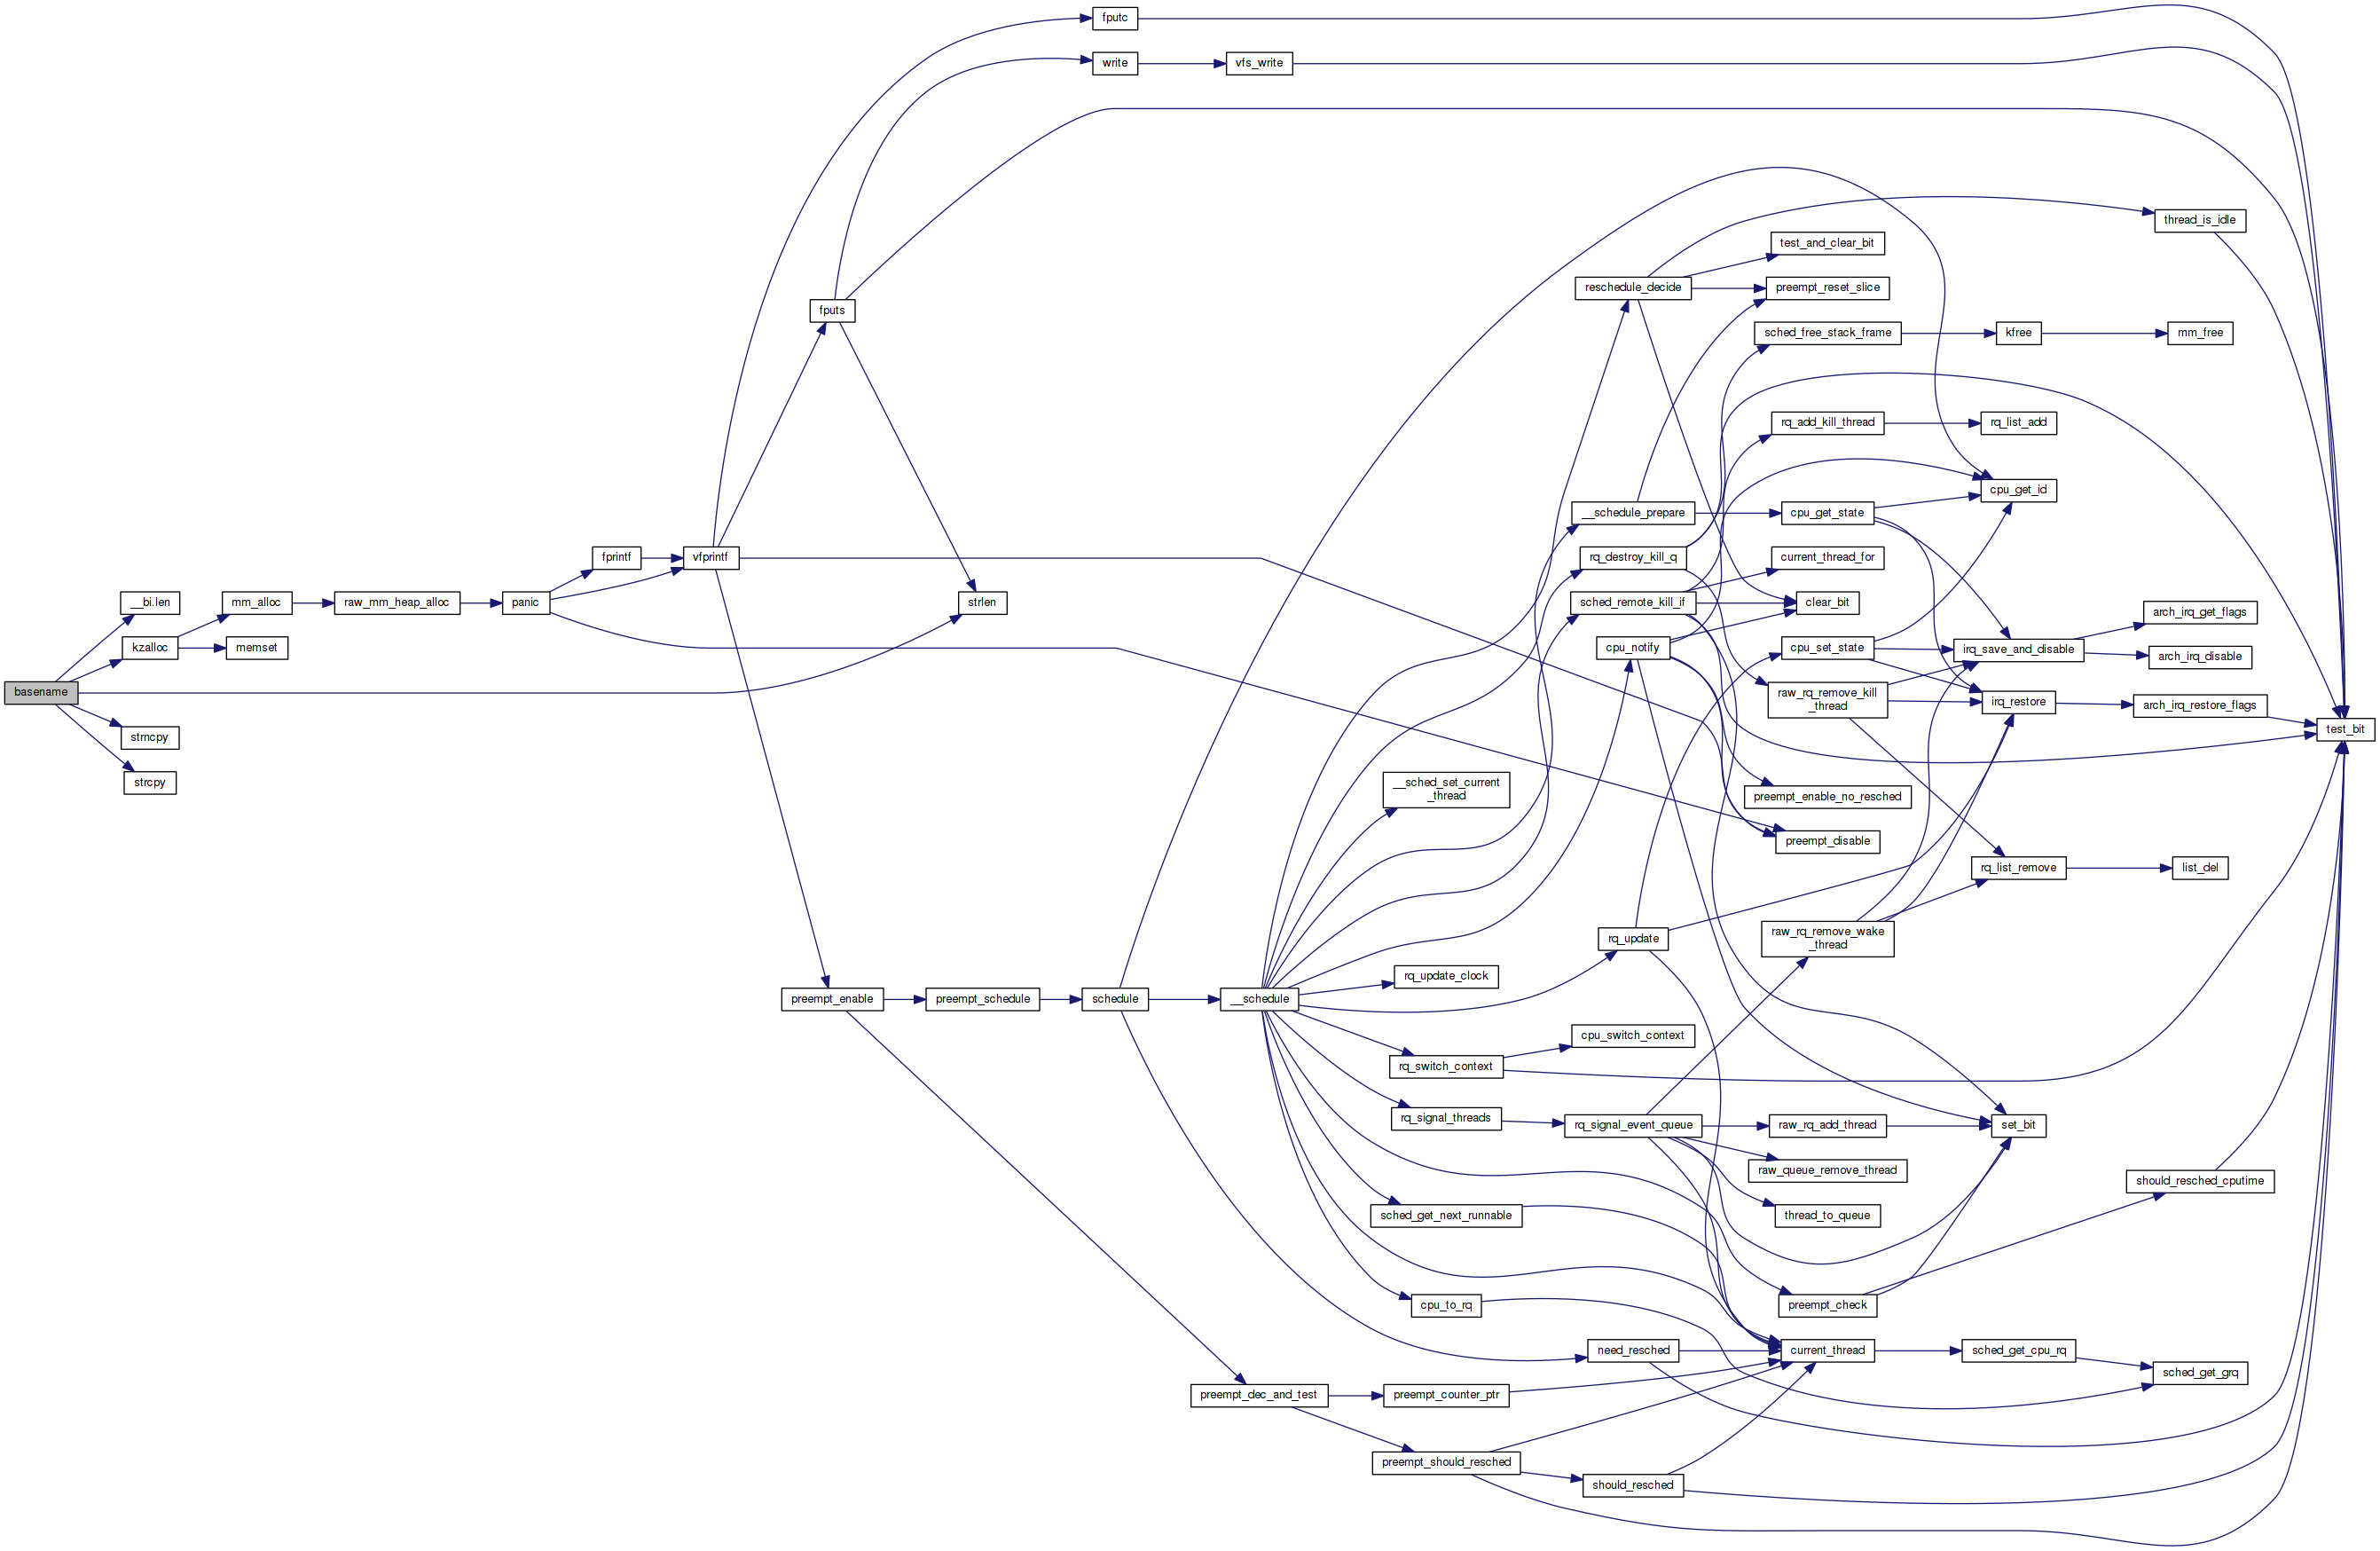 fputc
write
vfs_write
thread_is_idle
test_and_clear_bit
reschedule_decide
preempt_reset_slice
fputs
sched_free_stack_frame
kfree
mm_free
rq_add_kill_thread
rq_list_add
cpu_get_id
__schedule_prepare
cpu_get_state
fprintf
vfprintf
rq_destroy_kill_q
current_thread_for
__bi.len
mm_alloc
raw_mm_heap_alloc
panic
strlen
sched_remote_kill_if
clear_bit
arch_irq_get_flags
kzalloc
memset
cpu_notify
cpu_set_state
irq_save_and_disable
arch_irq_disable
basename
raw_rq_remove_kill
_thread
irq_restore
arch_irq_restore_flags
test_bit
strncpy
strcpy
__sched_set_current
_thread
preempt_enable_no_resched
preempt_disable
rq_list_remove
list_del
rq_update
raw_rq_remove_wake
_thread
rq_update_clock
preempt_enable
preempt_schedule
schedule
__schedule
cpu_switch_context
rq_switch_context
rq_signal_threads
rq_signal_event_queue
raw_rq_add_thread
set_bit
raw_queue_remove_thread
should_resched_cputime
sched_get_next_runnable
thread_to_queue
cpu_to_rq
preempt_check
need_resched
current_thread
sched_get_cpu_rq
sched_get_grq
preempt_dec_and_test
preempt_counter_ptr
preempt_should_resched
should_resched